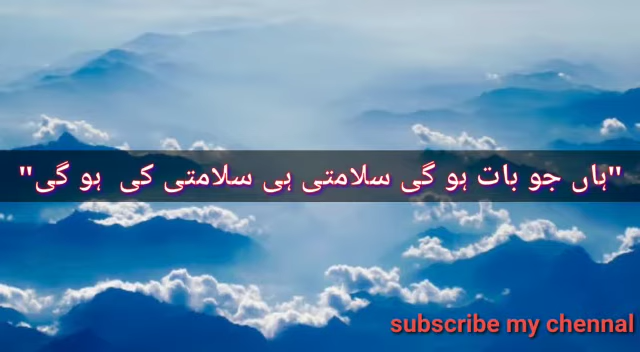 "ہاں جو بات ہو گی سلامتی ہی سلامتی کی ہو گی"
subscribe my chennal